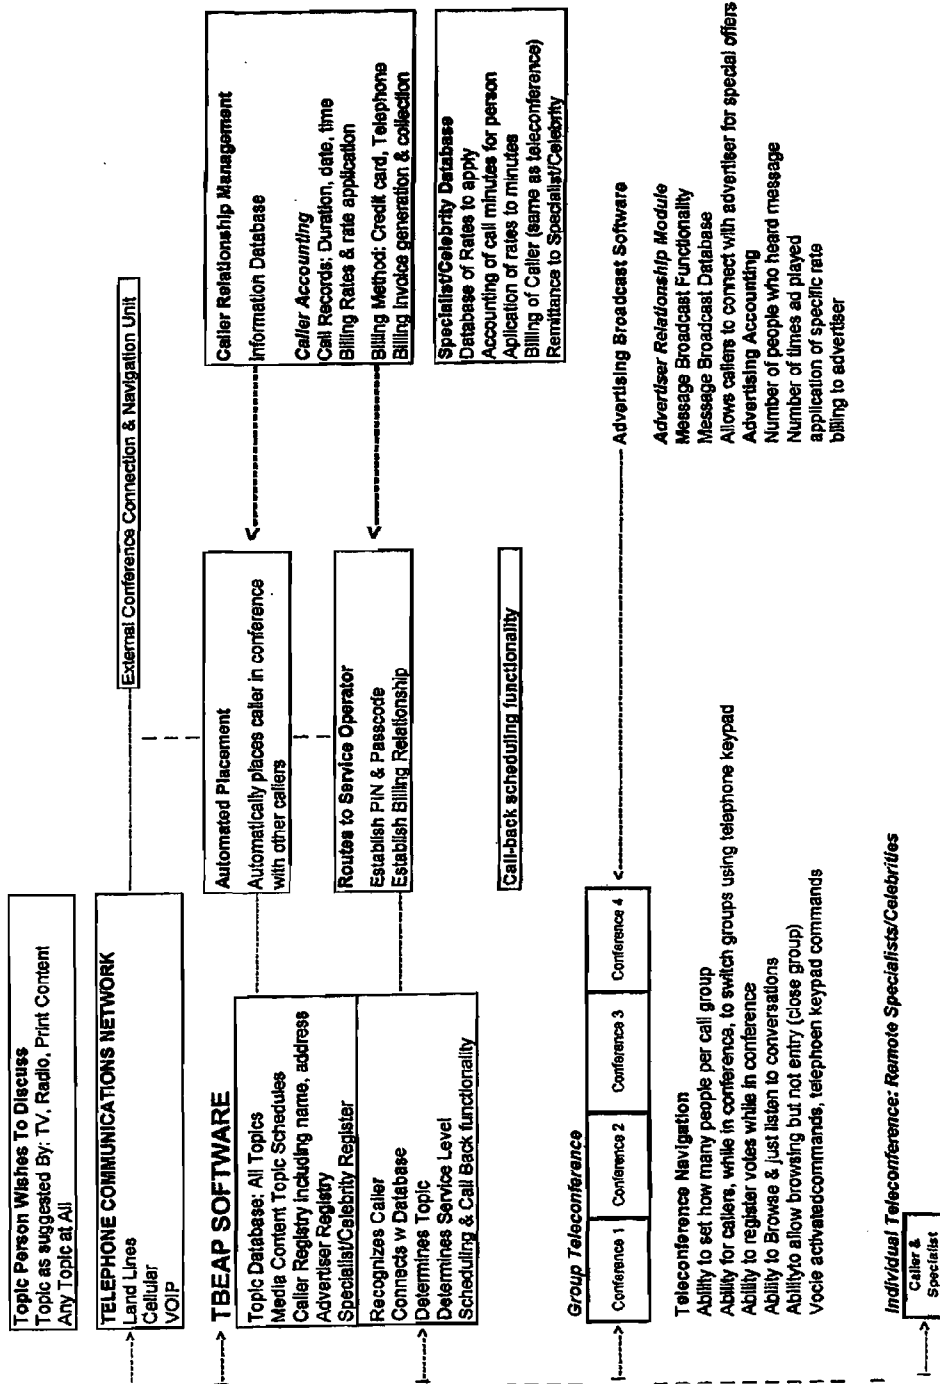 Topic Person Wishes To Discuss
Topic as suggested By: TV, Radio, Print Content
Any Topic at All
TELEPHONE COMMUNICATIONS NETWORK
Land Lines
Cellular
VOIP
External Conference Connection & Navigation Unit
TBEAP SOFTWARE
Topic Database: All Topics
Media Content Topic Schedules
Caller Registry including name, address
Advertiser Registry
Specialist/Celebrity Register
Recognizes Caller
Connects w Database
Determines Topic
Determines Service Level
Scheduling & Call Back functionality
Automated Placement
Automatically places caller in conference
with other callers
Routes to Service Operator
Establish PIN & Passcode
Establish Billing Relationship
Call-back scheduling functionality
Caller Relationship Management
Information Database
Caller Accounting
Call Records: Duration, date, time
Billing Rates & rate application
Billing Method: Credit card, Telephone
Billing invoice generation & collection
Specialist/Celebrity Database
Database of Rates to apply
Accounting of call minutes for person
Aplication of rates to minutes
Billing of Caller (same as teleconference)
Remittance to Specialist/Celebrity
Group Teleconference
Conference 1
Conference 2
Conference 3
Conference 4
Advertising Broadcast Software
Teleconference Navigation
Ability to set how many people per call group
Ability for callers, while in conference, to switch groups using telephone keypad
Ability to register votes while in conference
Ability to Browse & just listen to conversations
Abilityto allow browsing but not entry (close group)
Vocle activatedcommands, telephoen keypad commands
Advertiser Relationship Module
Message Broadcast Functionality
Message Broadcast Database
Allows callers to connect with advertiser for special offers
Advertising Accounting
Number of people who heard message
Number of times ad played
application of specific rate
billing to advertiser
Individual Teleconference: Remote Specialists/Celebrities
Caller &
Specialist